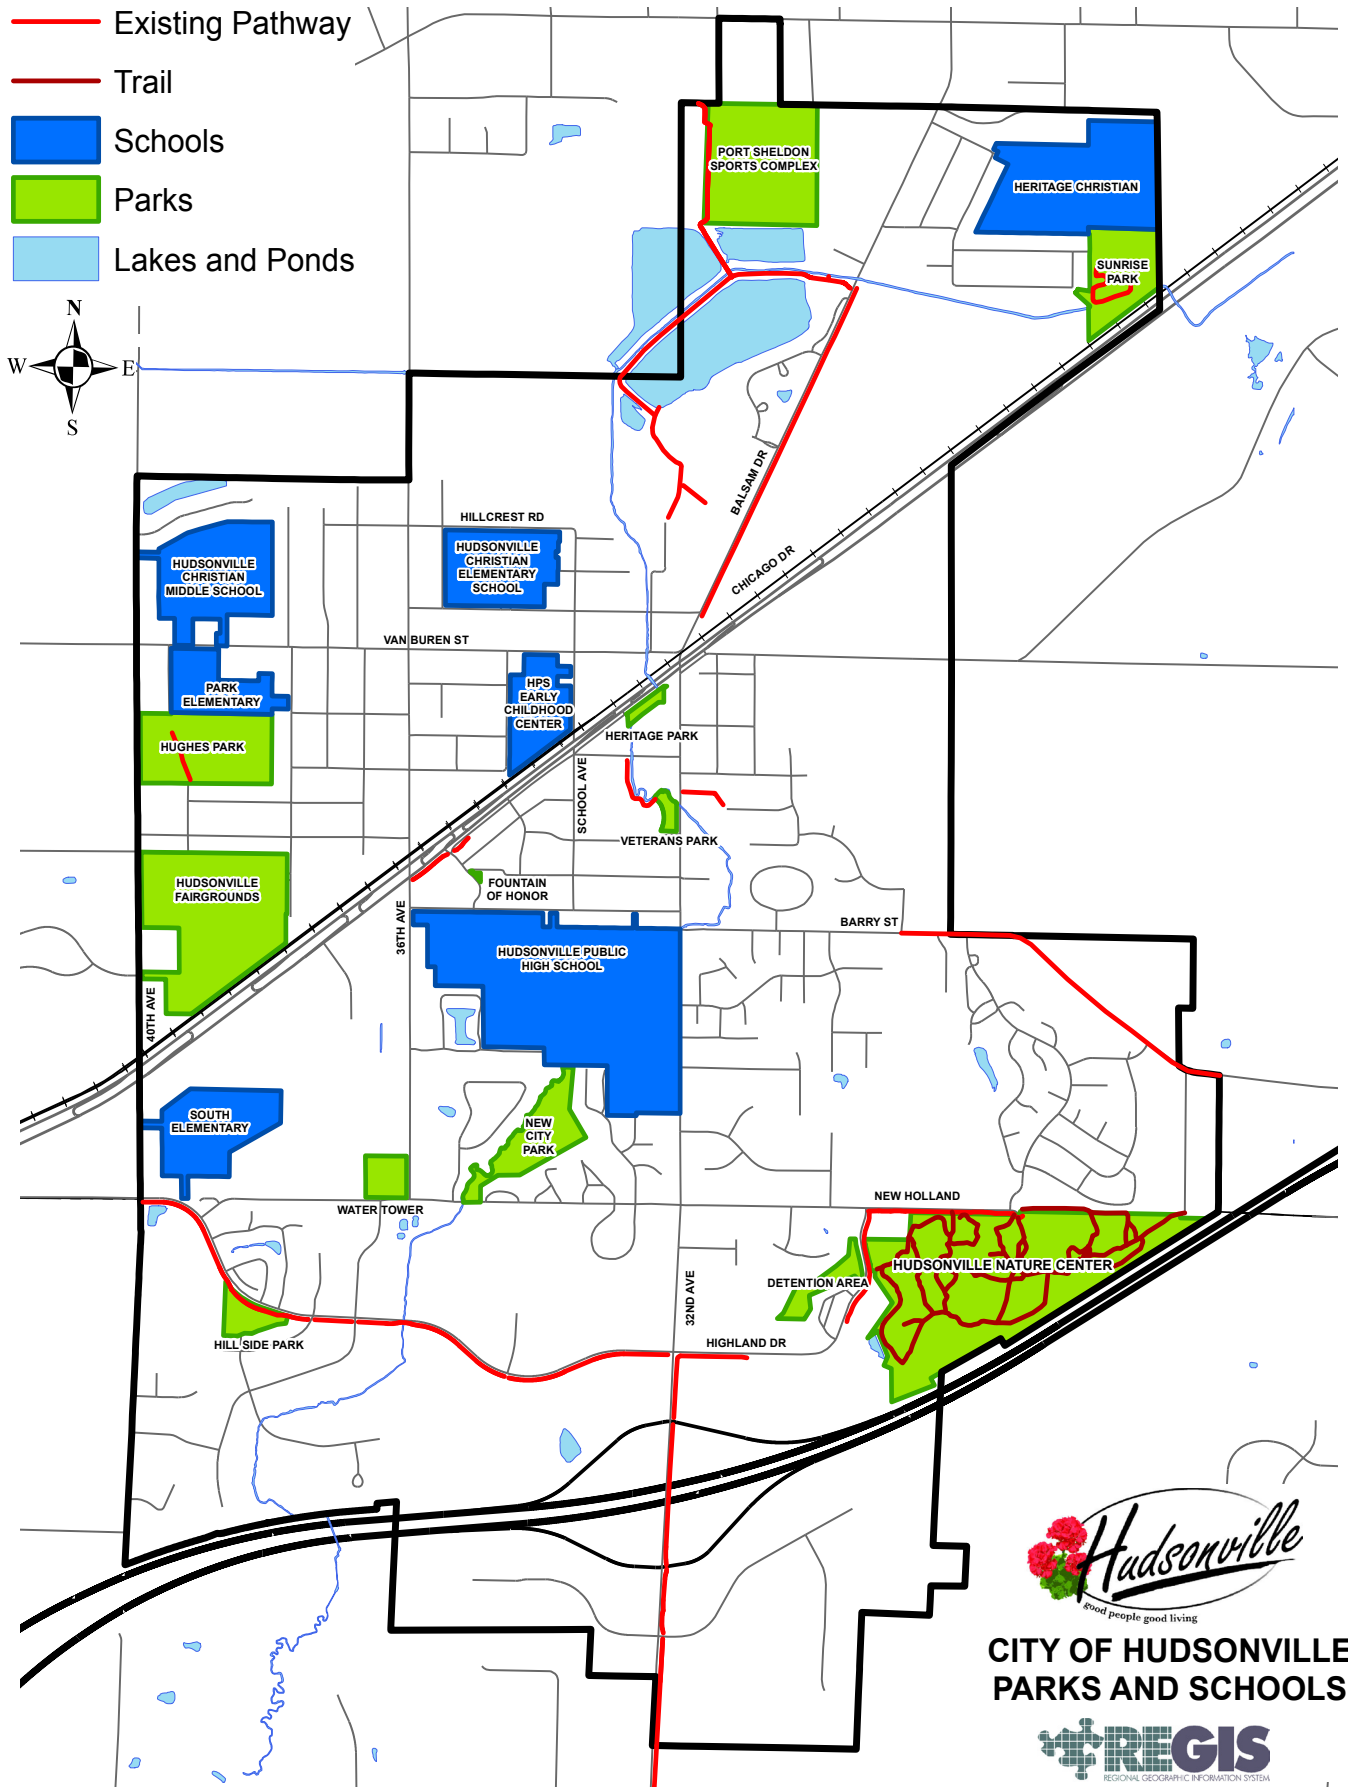 Existing Pathway
Trail
Schools
Parks
Lakes and Ponds
N
W
E
S
PORT SHELDON
SPORTS COMPLEX
HERITAGE CHRISTIAN
SUNRISE
PARK
BALSAM DR
CHICAGO DR
HILLCREST RD
HUDSONVILLE
CHRISTIAN
ELEMENTARY
SCHOOL
HUDSONVILLE
CHRISTIAN
MIDDLE SCHOOL
VAN BUREN ST
PARK
ELEMENTARY
HPS
EARLY
CHILDHOOD
CENTER
HUGHES PARK
HERITAGE PARK
SCHOOL AVE
VETERANS PARK
HUDSONVILLE
FAIRGROUNDS
FOUNTAIN
OF HONOR
36TH AVE
BARRY ST
HUDSONVILLE PUBLIC
HIGH SCHOOL
40TH AVE
SOUTH
ELEMENTARY
NEW
CITY
PARK
WATER TOWER
NEW HOLLAND
HUDSONVILLE NATURE CENTER
DETENTION AREA
32ND AVE
HIGHLAND DR
HILL SIDE PARK
Hudsonville
good people good living
CITY OF HUDSONVILLE
PARKS AND SCHOOLS
REGIS
REGIONAL GEOGRAPHIC INFORMATION SYSTEM